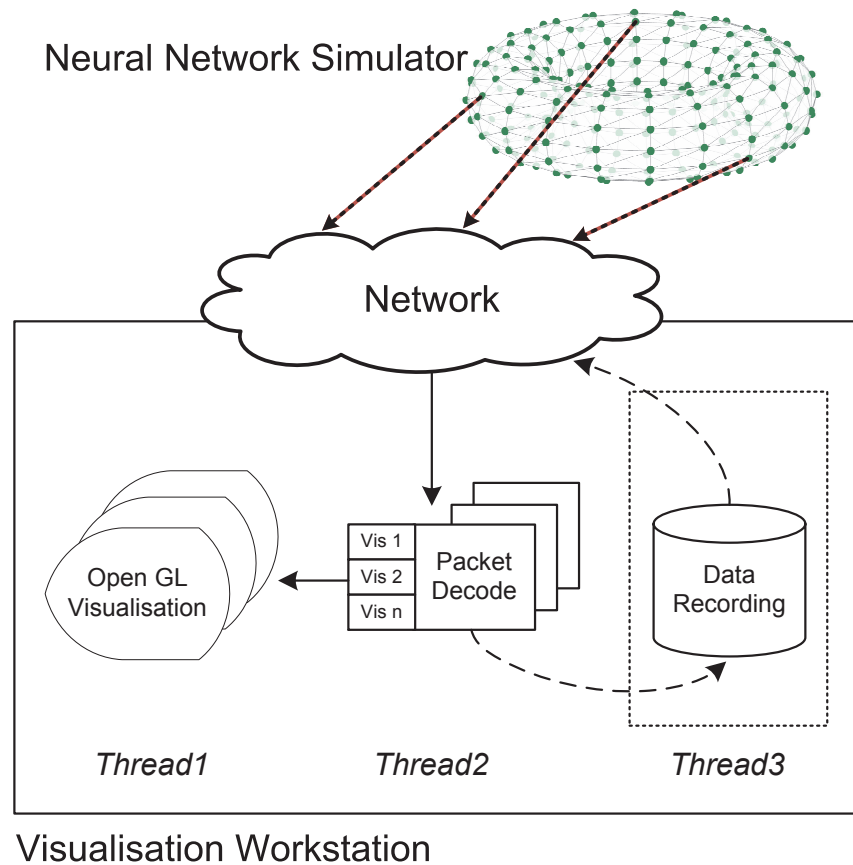 Neural Network Simulator
Network
Open GL
Visualisation
Vis 1
Vis 2
Vis n
Packet
Decode
Data
Recording
Thread1
Thread2
Thread3
Visualisation Workstation